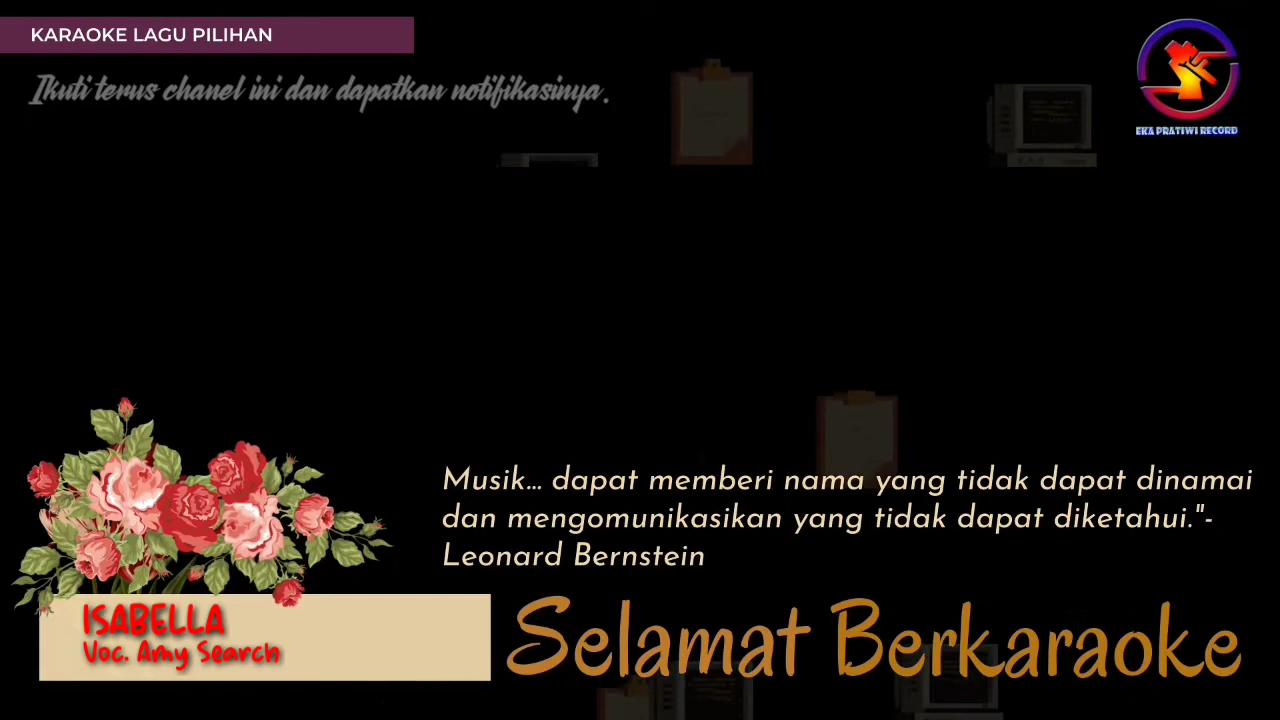 KARAOKE LAGU PILIHAN
Ikuti terus chanel ini dan dapatkan notifikasinya.
EKA PRATIWI RECORD
Musik... dapat memberi nama yang tidak dapat dinamai
dan mengomunikasikan yang tidak dapat diketahui."-
Leonard Bernstein
ISABELLA
Voc. Amy Search
Selamat Berkaraoke